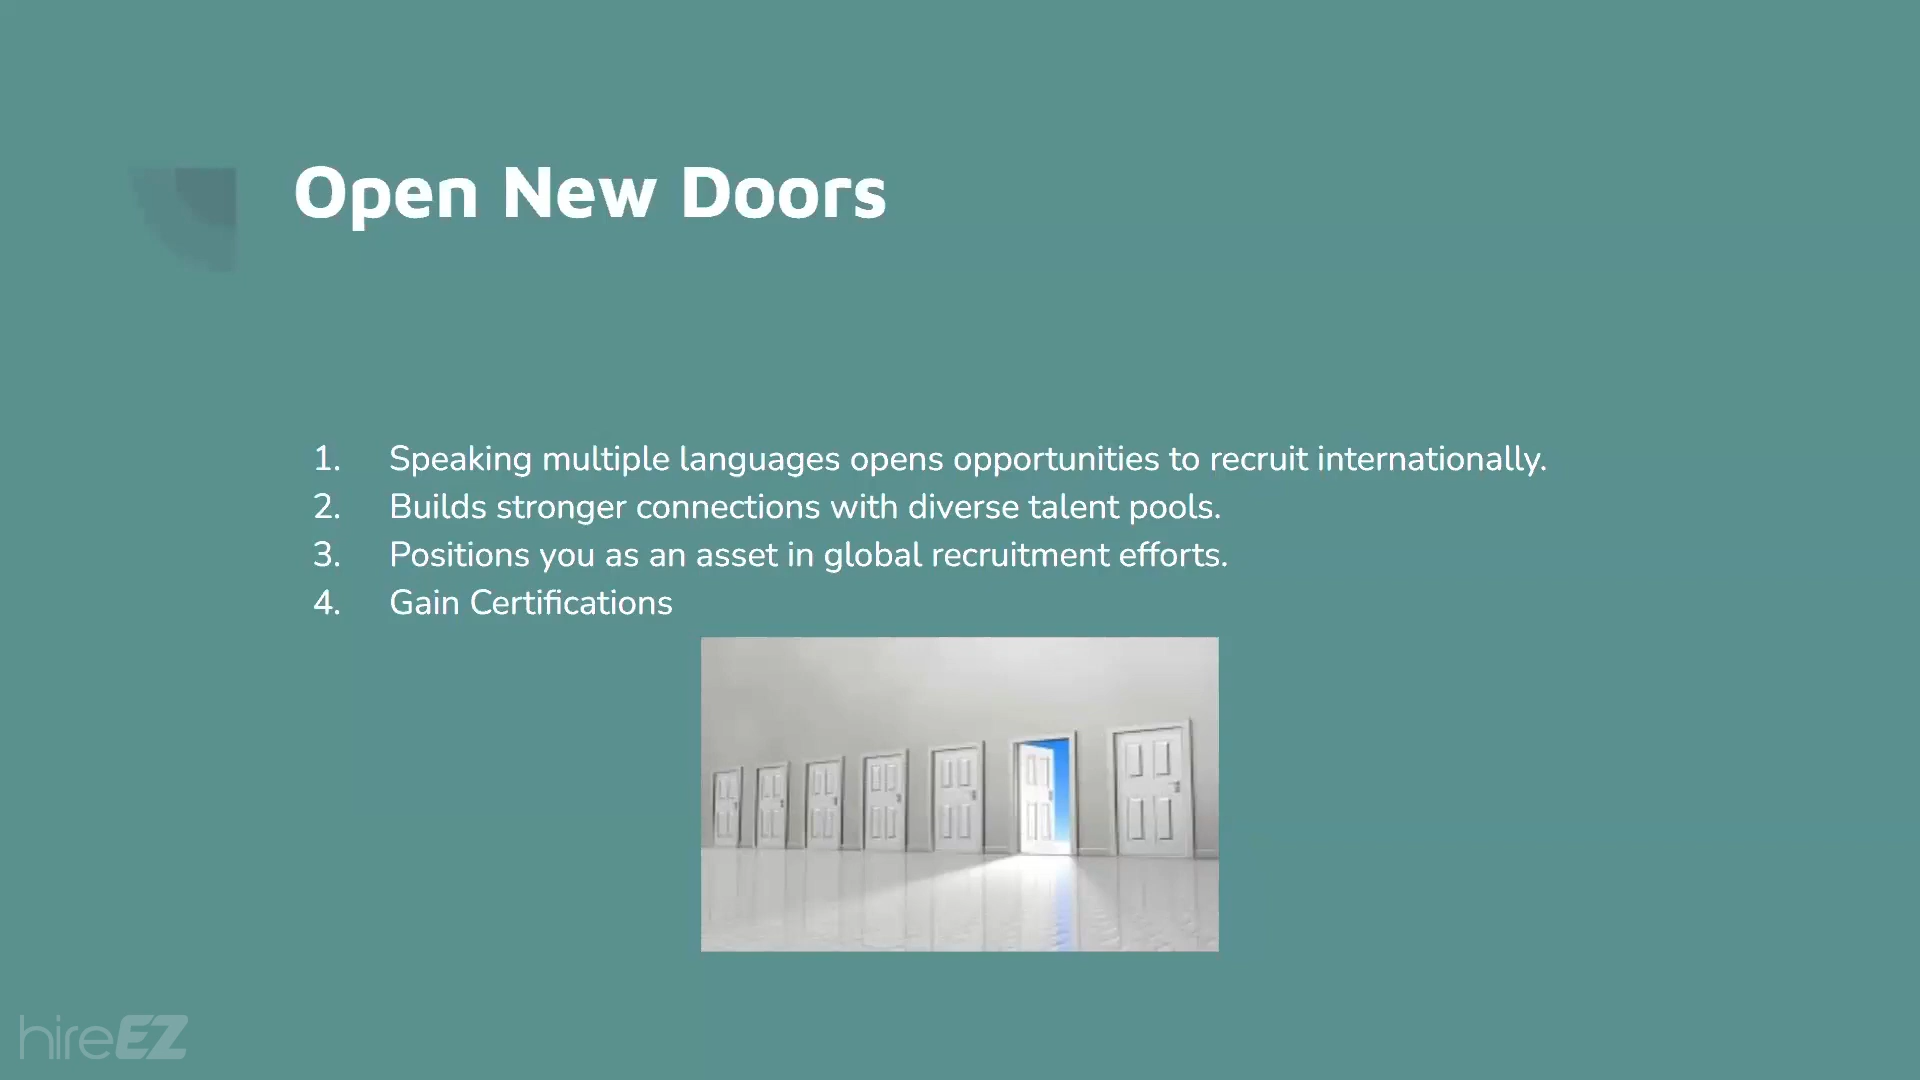 Open New Doors
1. Speaking multiple languages opens opportunities to recruit internationally.
2. Builds stronger connections with diverse talent pools.
3. Positions you as an asset in global recruitment efforts.
4. Gain Certifications
hireEZ